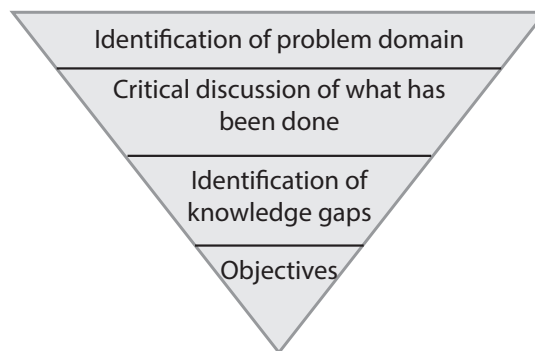 Identification of problem domain
Critical discussion of what has
been done
Identification of
knowledge gaps
Objectives